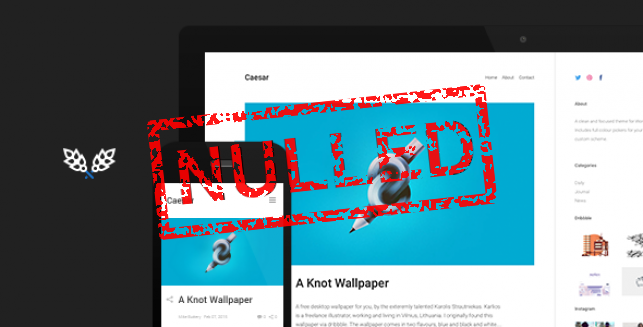 Caesar
Home About Contact
About
A clean and focused theme for
Includes full colour pickers for your
custom scheme.
Categories
Daily
Journal
News
Dribbble
Instagram
NULLED
A Knot Wallpaper
A free desktop wallpaper for you, by the extremely talented Karolis Strautniekas. Karolis
is a freelance illustrator, working and living in Vilnius, Lithuania. I originally found this
wallpaper via dribbble. The wallpaper comes in two flavours, blue and black and white...
Caesar
A Knot Wallpaper